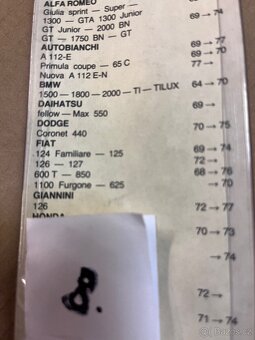 ALFA ROMEO
Giulia sprint — Super — 69 → 74
1300 — GTA 1300 Junior
GT Junior — 2000 BN
GT — 1750 BN — GT
AUTOBIANCHI 69 → 77
A 112-E 69 → 70
Primula coupe — 65 C 77 →
Nuova A 112 E-N
BMW 64 → 70
1500 — 1800 — 2000 — TI — TILUX
DAIHATSU 69 →
fellow — Max 550
DODGE 70 → 75
Coronet 440
FIAT 69 → 74
124 Familiare — 125 72 →
126 — 127 68 → 76
600 T — 850 → 70
1100 Furgone — 625
GIANNINI 72 → 77
126
HONDA 70 → 73
→ 74
72 →
71 → 74
8.